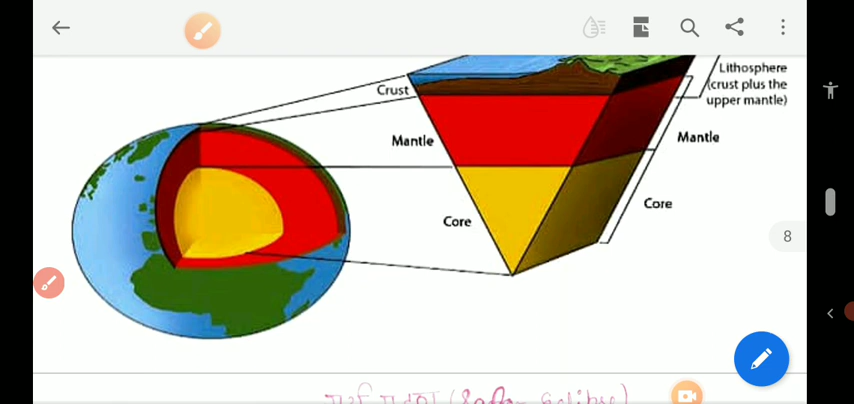 Lithosphere
(crust plus the
upper mantle)
Crust
Mantle
Mantle
Core
Core
8